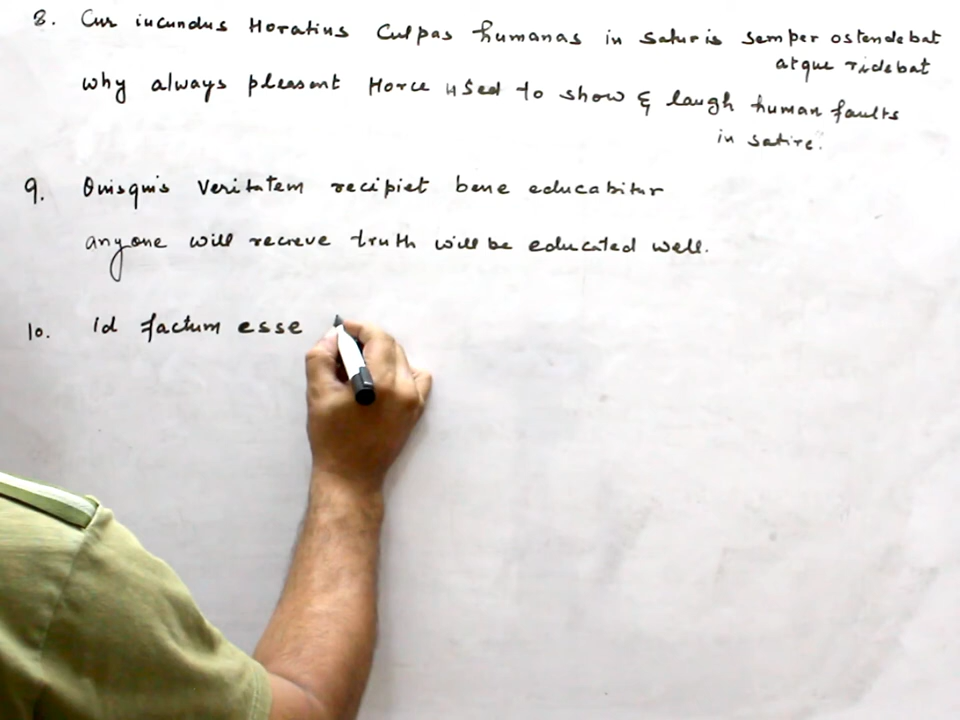 8. Cur iucundus Horatius Culpas humanas in saturis semper ostendebat
atque ridebat
why always pleasant Horce used to show & laugh human faults
in satire.
9. Quisquis veritatem recipiet bene educabitur
anyone will recieve truth will be educated well.
10. Id factum esse